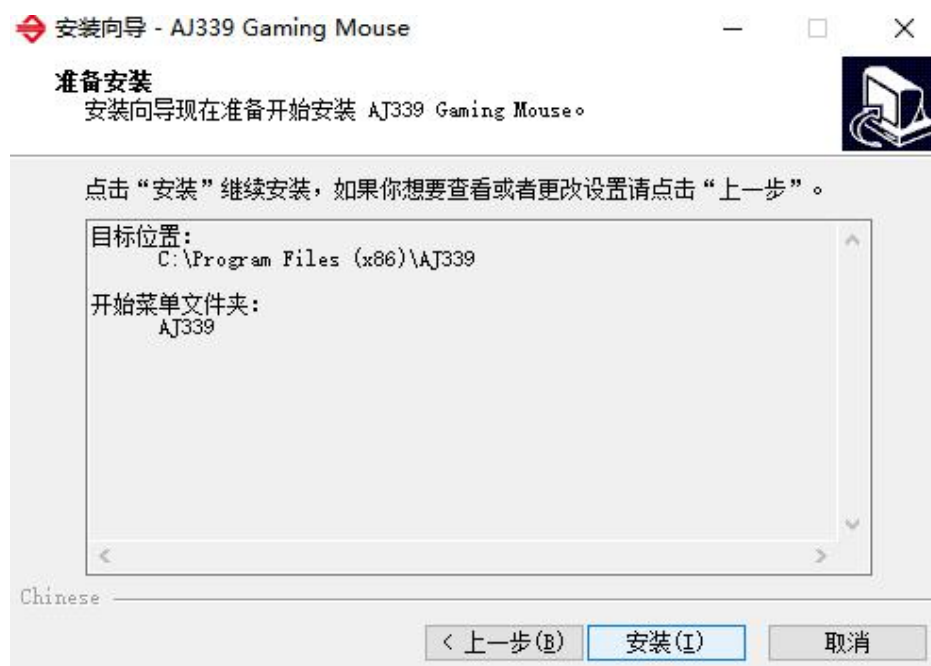 安装向导 - AJ339 Gaming Mouse
准备安装
安装向导现在准备开始安装 AJ339 Gaming Mouse。
点击“安装”继续安装，如果你想要查看或者更改设置请点击“上一步”。
目标位置：
C:\Program Files (x86)\AJ339
开始菜单文件夹：
AJ339
Chinese
< 上一步(B) 安装(I) 取消